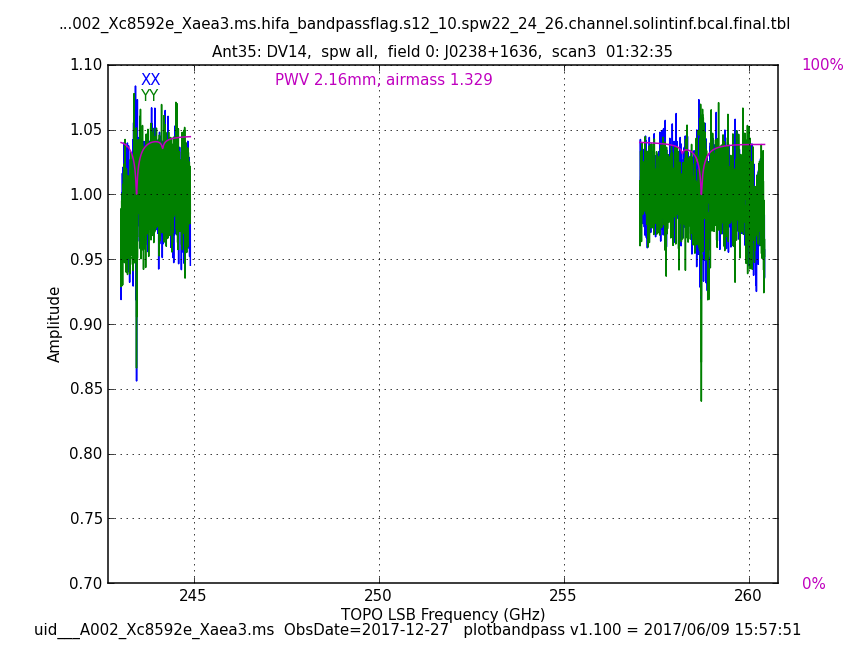 ...002_Xc8592e_Xaea3.ms.hifa_bandpassflag.s12_10.spw22_24_26.channel.solintinf.bcal.final.tbl
Ant35: DV14,  spw all,  field 0: J0238+1636,  scan3  01:32:35
1.10
100%
XX
PWV 2.16mm, airmass 1.329
YY
1.05
1.00
0.95
0.90
Amplitude
0.85
0.80
0.75
0.70
0%
245
250
255
260
TOPO LSB Frequency (GHz)
uid___A002_Xc8592e_Xaea3.ms  ObsDate=2017-12-27   plotbandpass v1.100 = 2017/06/09 15:57:51